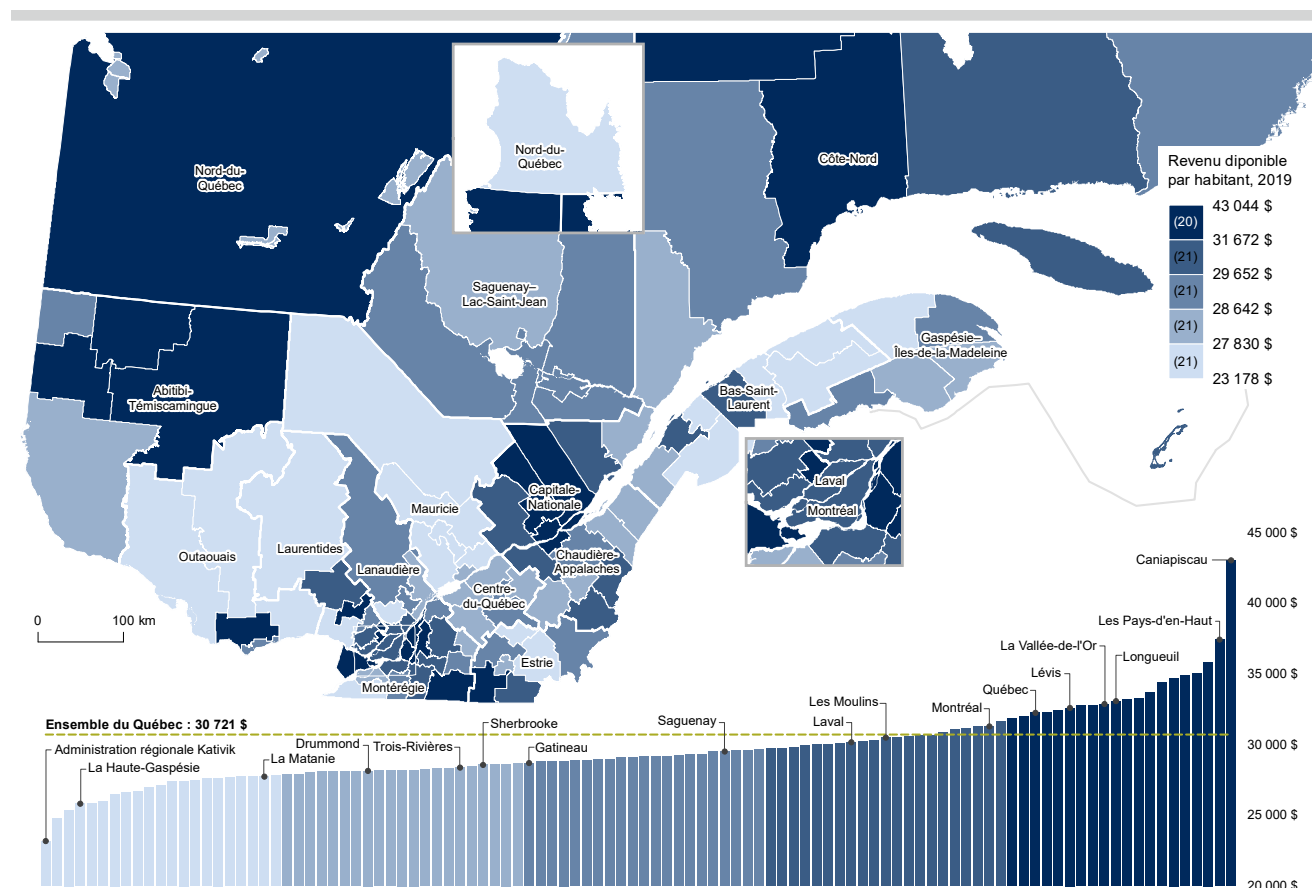 Nord-du-
Québec
Nord-du-
Québec
Côte-Nord
Revenu diponible
par habitant, 2019
43 044 $
(20)
31 672 $
(21)
29 652 $
(21)
28 642 $
(21)
27 830 $
(21)
23 178 $
Saguenay–
Lac-Saint-Jean
Gaspésie–
Îles-de-la-Madeleine
Abitibi-
Témiscamingue
Bas-Saint-
Laurent
Laval
Montréal
Capitale-
Nationale
Mauricie
Outaouais
Laurentides
Lanaudière
Chaudière-
Appalaches
Centre-
du-Québec
Estrie
Montérégie
0 100 km
45 000 $
Caniapiscau
40 000 $
Les Pays-d'en-Haut
La Vallée-de-l'Or
Longueuil
Lévis
35 000 $
Québec
Les Moulins
Montréal
Laval
Saguenay
Sherbrooke
Ensemble du Québec : 30 721 $
30 000 $
Administration régionale Kativik
Drummond
Trois-Rivières
Gatineau
La Matanie
La Haute-Gaspésie
25 000 $
20 000 $